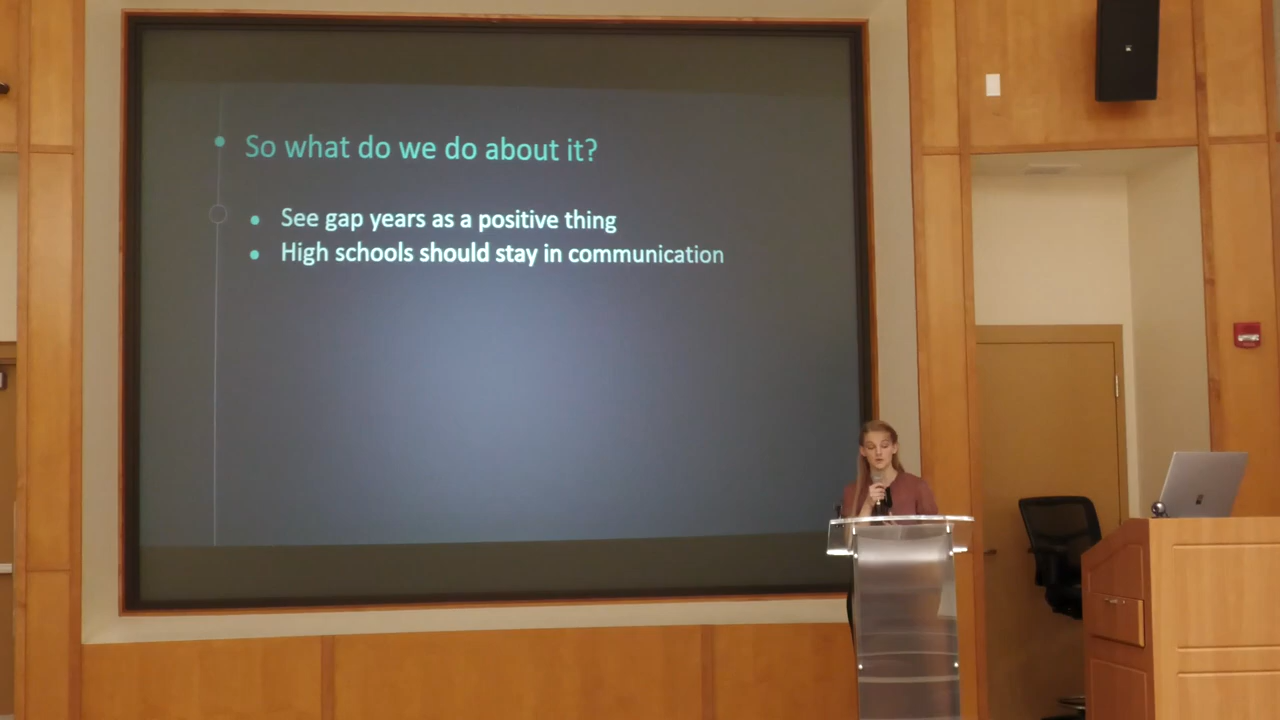 So what do we do about it?
See gap years as a positive thing
High schools should stay in communication